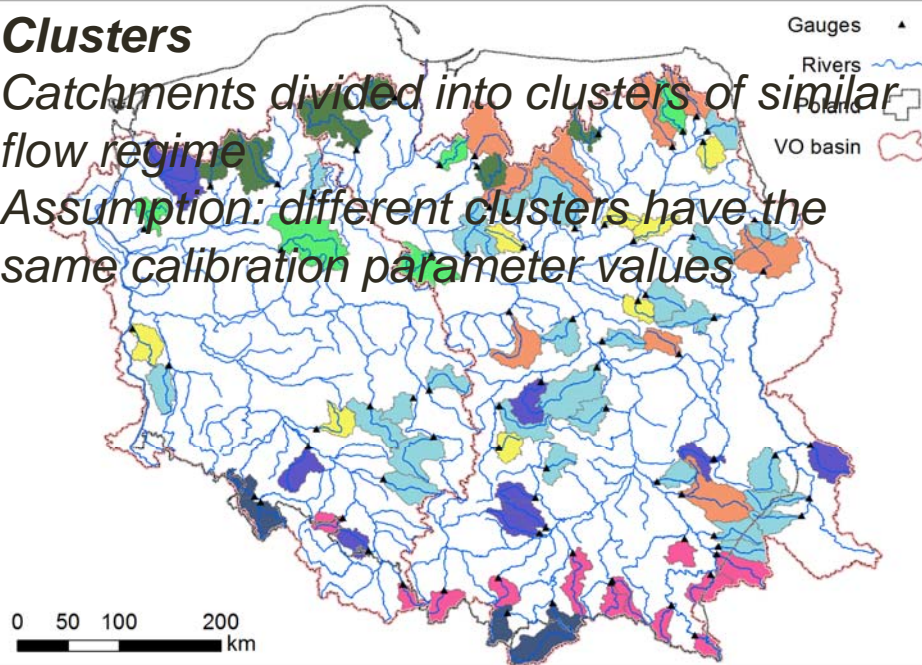 Clusters
Catchments divided into clusters of similar
flow regime
Assumption: different clusters have the
same calibration parameter values
Gauges
Rivers
Poland
VO basin
0 50 100 200
km